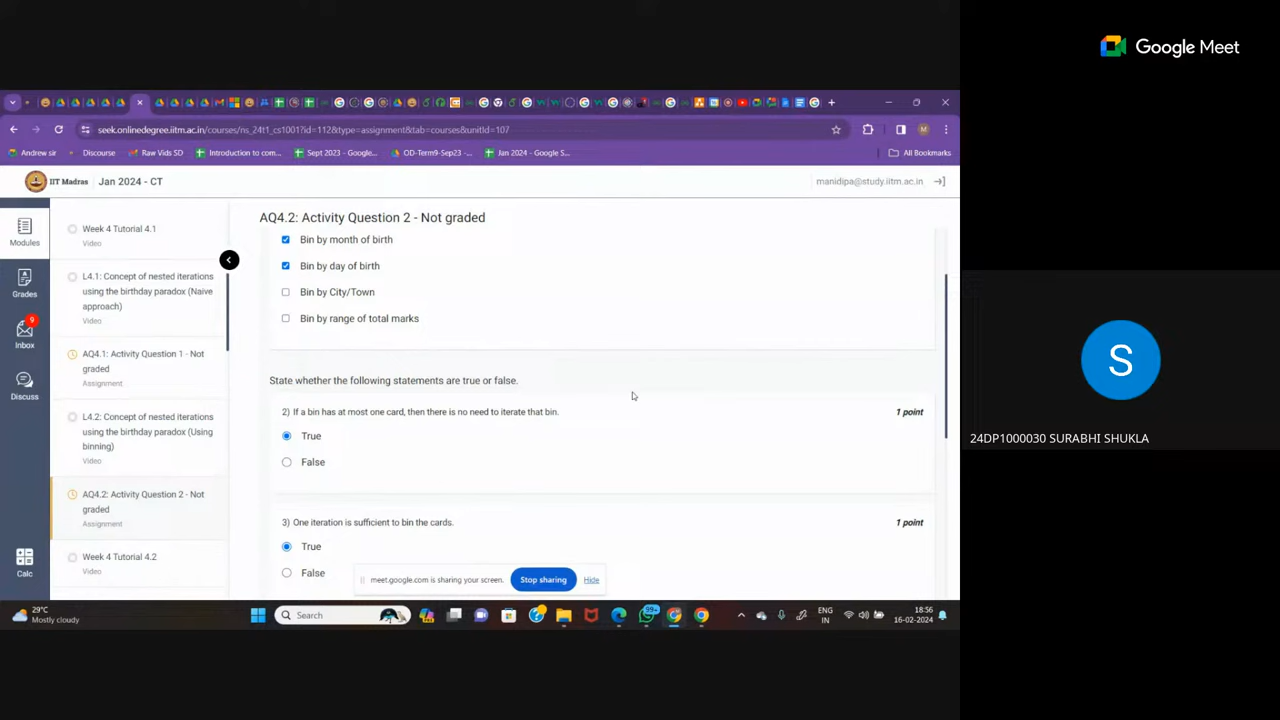 Google Meet
seek.onlinedegree.iitm.ac.in/courses/ns_24t1_cs1001?id=112&type=assignment&tab=courses&unitId=107
M
Andrew sir
Discourse
Raw Vids SD
Introduction to com...
Sept 2023 - Google...
OD-Term9-Sep23 -...
Jan 2024 - Google S...
All Bookmarks
IIT Madras
Jan 2024 - CT
manidipa@study.iitm.ac.in
Modules
Grades
9
Inbox
Discuss
Calc
Week 4 Tutorial 4.1
Video
L4.1: Concept of nested iterations
using the birthday paradox (Naive
approach)
Video
AQ4.1: Activity Question 1 - Not
graded
Assignment
L4.2: Concept of nested iterations
using the birthday paradox (Using
binning)
Video
AQ4.2: Activity Question 2 - Not
graded
Assignment
Week 4 Tutorial 4.2
Video
AQ4.2: Activity Question 2 - Not graded
Bin by month of birth
Bin by day of birth
Bin by City/Town
Bin by range of total marks
State whether the following statements are true or false.
2) If a bin has at most one card, then there is no need to iterate that bin.
1 point
True
False
3) One iteration is sufficient to bin the cards.
1 point
True
False
meet.google.com is sharing your screen.
Stop sharing
Hide
29°C
Mostly cloudy
Search
99+
ENG
IN
18:56
16-02-2024
S
24DP1000030 SURABHI SHUKLA